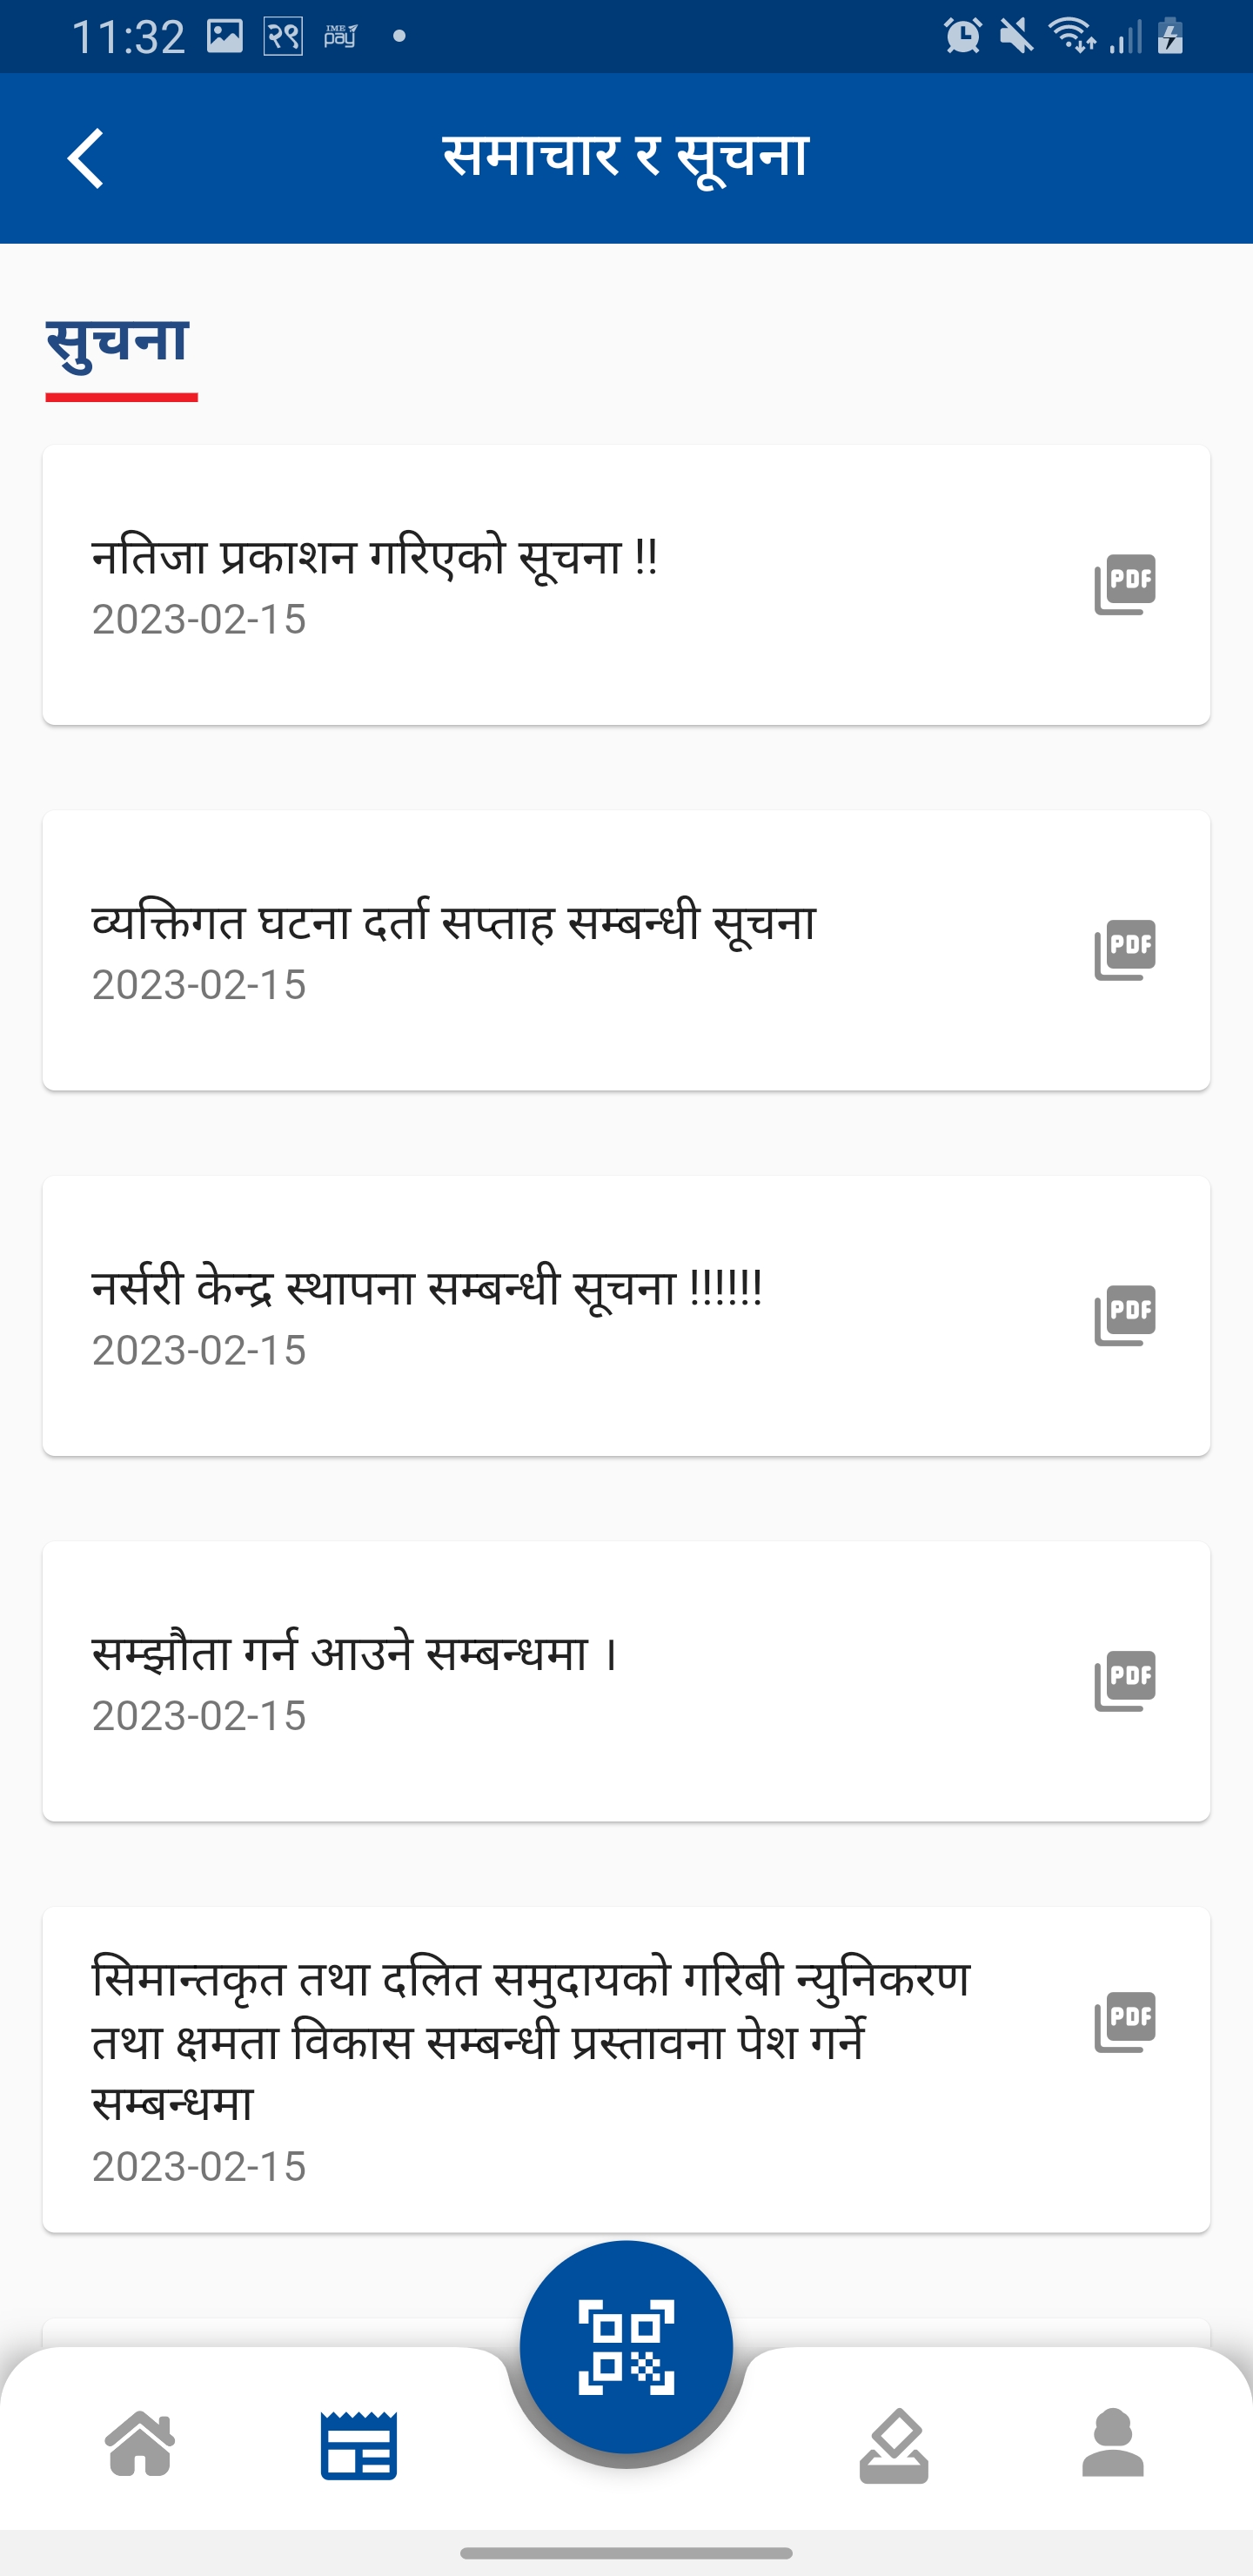 11:32 २९ IME pay
समाचार र सूचना
सुचना
नतिजा प्रकाशन गरिएको सूचना !!
2023-02-15
PDF
व्यक्तिगत घटना दर्ता सप्ताह सम्बन्धी सूचना
2023-02-15
PDF
नर्सरी केन्द्र स्थापना सम्बन्धी सूचना !!!!!!
2023-02-15
PDF
सम्झौता गर्न आउने सम्बन्धमा ।
2023-02-15
PDF
सिमान्तकृत तथा दलित समुदायको गरिबी न्युनिकरण
तथा क्षमता विकास सम्बन्धी प्रस्तावना पेश गर्ने
सम्बन्धमा
2023-02-15
PDF